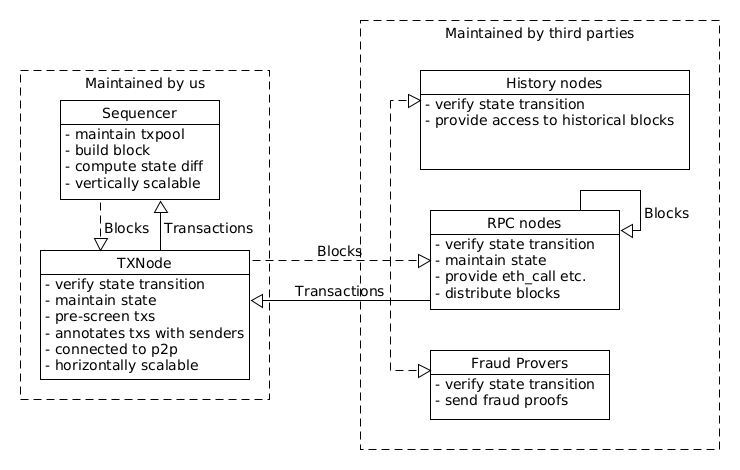 Maintained by us
Sequencer
- maintain txpool
- build block
- compute state diff
- vertically scalable
Blocks
Transactions
TXNode
- verify state transition
- maintain state
- pre-screen txs
- annotates txs with senders
- connected to p2p
- horizontally scalable
Blocks
Transactions
Maintained by third parties
History nodes
- verify state transition
- provide access to historical blocks
RPC nodes
- verify state transition
- maintain state
- provide eth_call etc.
- distribute blocks
Blocks
Fraud Provers
- verify state transition
- send fraud proofs